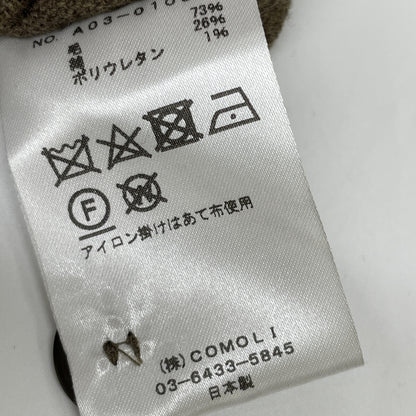 NO. A03-010
毛 73%
綿 26%
ポリウレタン 1%
F
W
アイロン掛けはあて布使用
(株) COMOLI
03-6433-5845
日本製